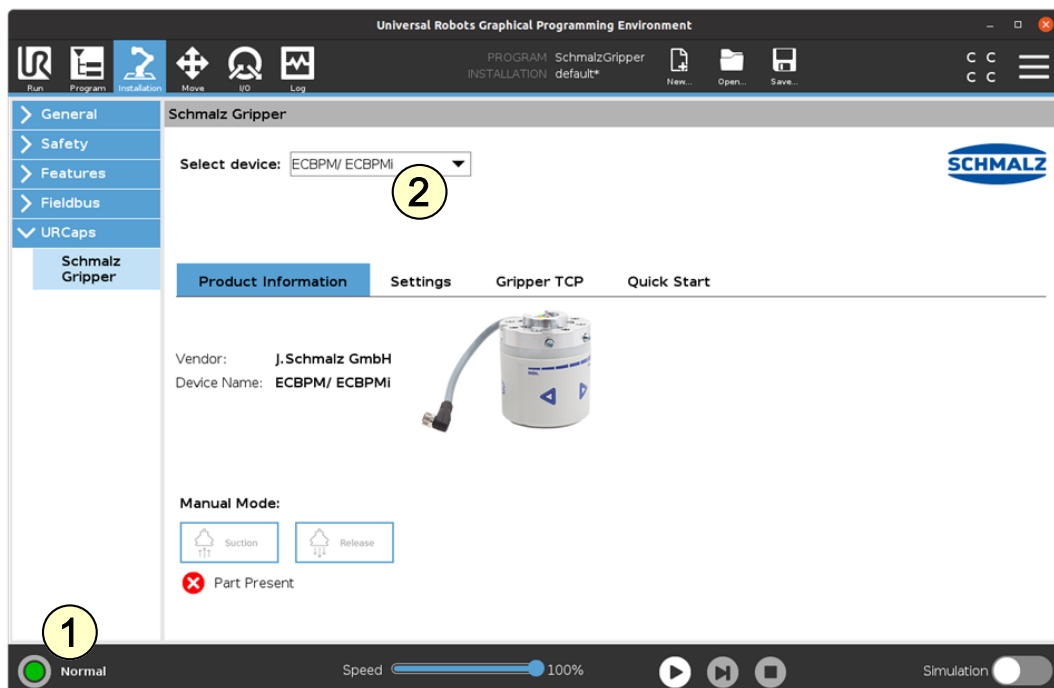 Universal Robots Graphical Programming Environment
Run
Program
Installation
Move
I/O
Log
PROGRAM SchmalzGripper
INSTALLATION default*
New...
Open...
Save...
C C
C C
General
Safety
Features
Fieldbus
URCaps
Schmalz
Gripper
Schmalz Gripper
Select device: ECBPM/ ECBPMi
2
SCHMALZ
Product Information Settings Gripper TCP Quick Start
Vendor: J.Schmalz GmbH
Device Name: ECBPM/ ECBPMi
Manual Mode:
Suction Release
Part Present
1
Normal
Speed 100%
Simulation